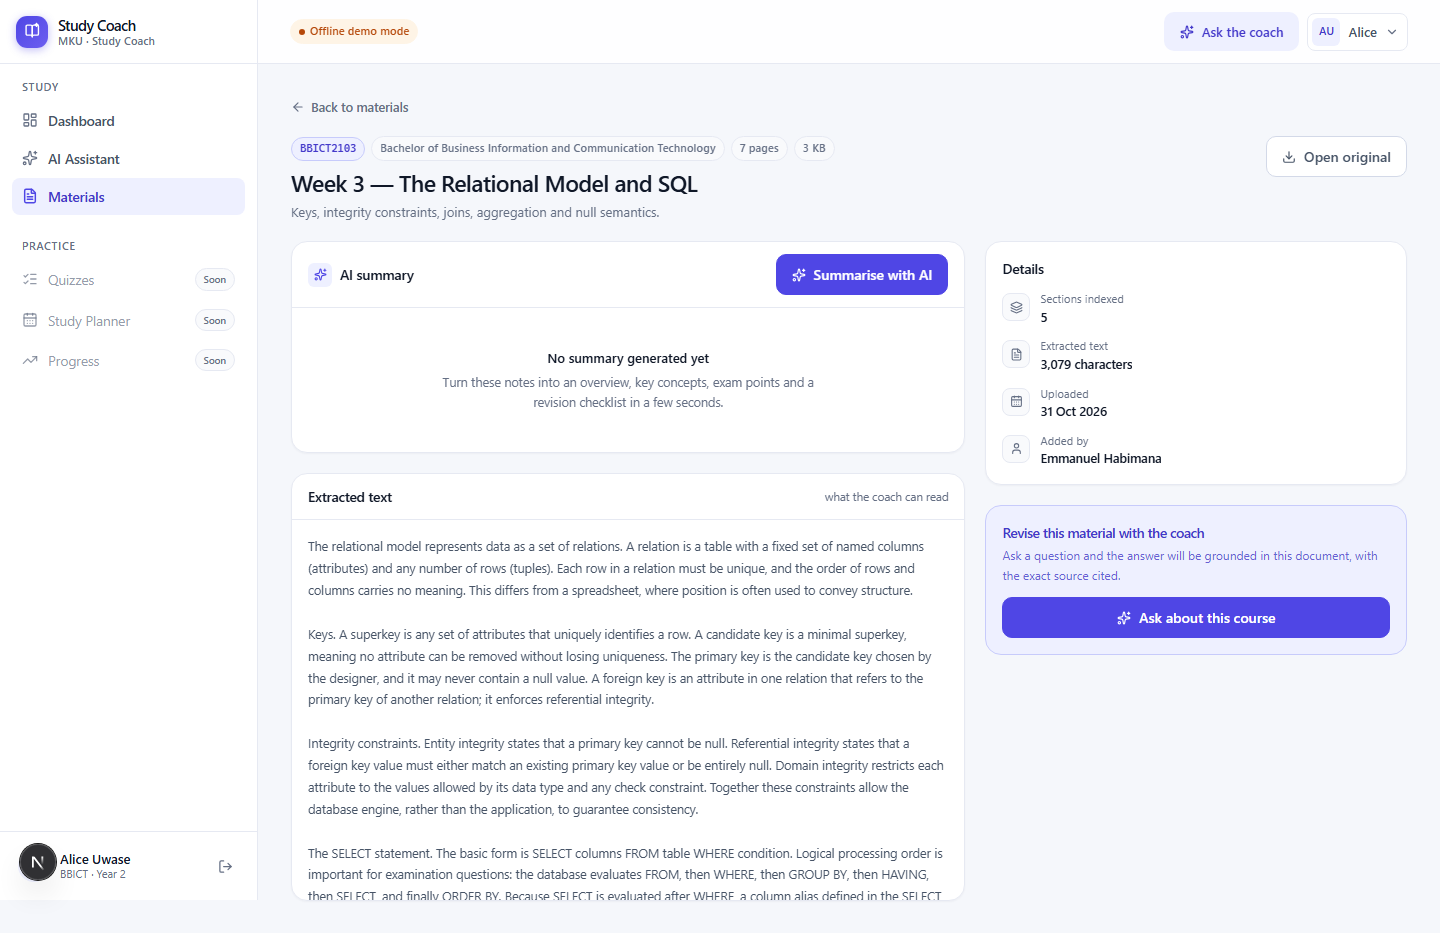 Study Coach
MKU · Study Coach
STUDY
Dashboard
AI Assistant
Materials
PRACTICE
Quizzes
Soon
Study Planner
Soon
Progress
Soon
N
Alice Uwase
BBICT · Year 2
Offline demo mode
Ask the coach
AU
Alice
Back to materials
BBICT2103
Bachelor of Business Information and Communication Technology
7 pages
3 KB
Open original
Week 3 — The Relational Model and SQL
Keys, integrity constraints, joins, aggregation and null semantics.
AI summary
Summarise with AI
No summary generated yet
Turn these notes into an overview, key concepts, exam points and a
revision checklist in a few seconds.
Extracted text
what the coach can read
The relational model represents data as a set of relations. A relation is a table with a fixed set of named columns
(attributes) and any number of rows (tuples). Each row in a relation must be unique, and the order of rows and
columns carries no meaning. This differs from a spreadsheet, where position is often used to convey structure.
Keys. A superkey is any set of attributes that uniquely identifies a row. A candidate key is a minimal superkey,
meaning no attribute can be removed without losing uniqueness. The primary key is the candidate key chosen by
the designer, and it may never contain a null value. A foreign key is an attribute in one relation that refers to the
primary key of another relation; it enforces referential integrity.
Integrity constraints. Entity integrity states that a primary key cannot be null. Referential integrity states that a
foreign key value must either match an existing primary key value or be entirely null. Domain integrity restricts each
attribute to the values allowed by its data type and any check constraint. Together these constraints allow the
database engine, rather than the application, to guarantee consistency.
The SELECT statement. The basic form is SELECT columns FROM table WHERE condition. Logical processing order is
important for examination questions: the database evaluates FROM, then WHERE, then GROUP BY, then HAVING,
then SELECT, and finally ORDER BY. Because SELECT is evaluated after WHERE, a column alias defined in the SELECT
Details
Sections indexed
5
Extracted text
3,079 characters
Uploaded
31 Oct 2026
Added by
Emmanuel Habimana
Revise this material with the coach
Ask a question and the answer will be grounded in this document, with
the exact source cited.
Ask about this course